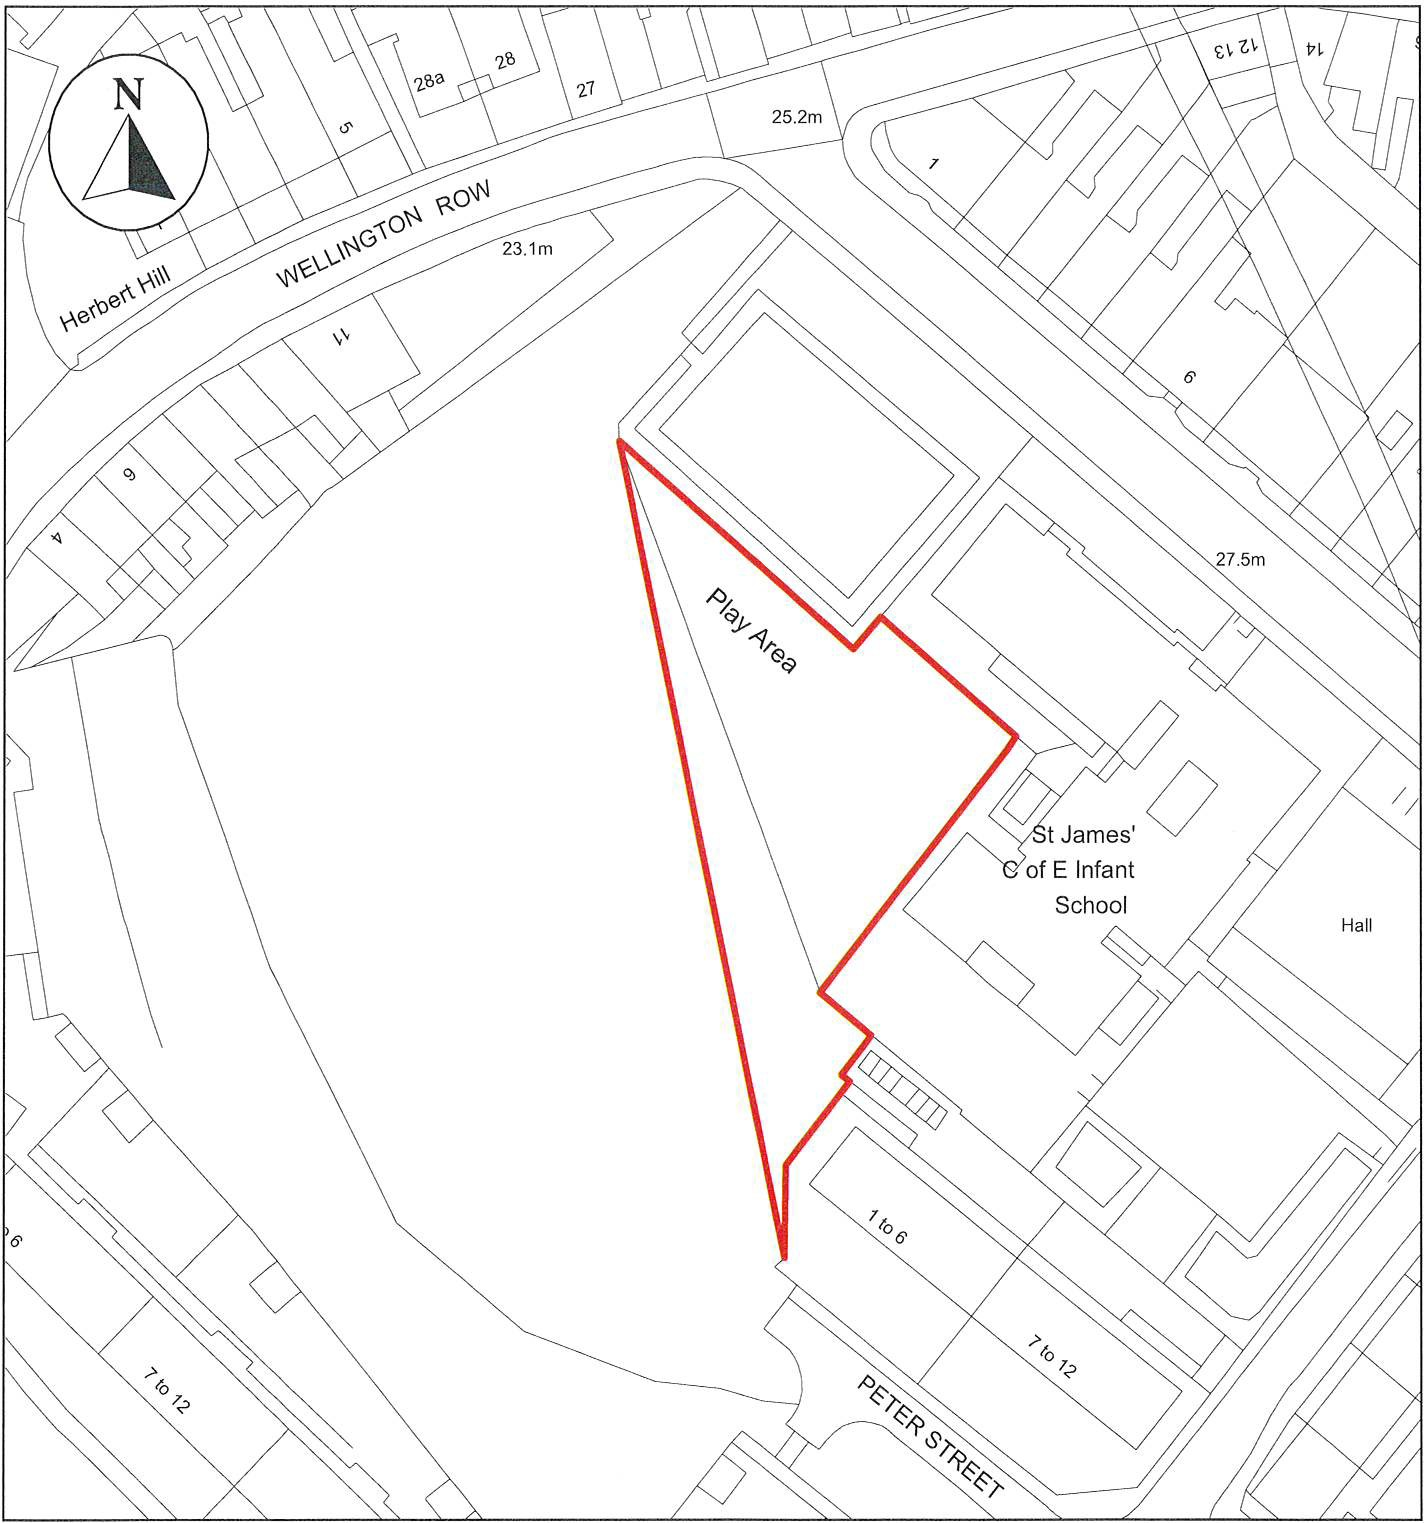 N
Herbert Hill
WELLINGTON ROW
5
28a
28
27
25.2m
23.1m
1
12 13
14
11
6
4
9
27.5m
Play Area
St James'
C of E Infant
School
Hall
1 to 6
7 to 12
7 to 12
PETER STREET